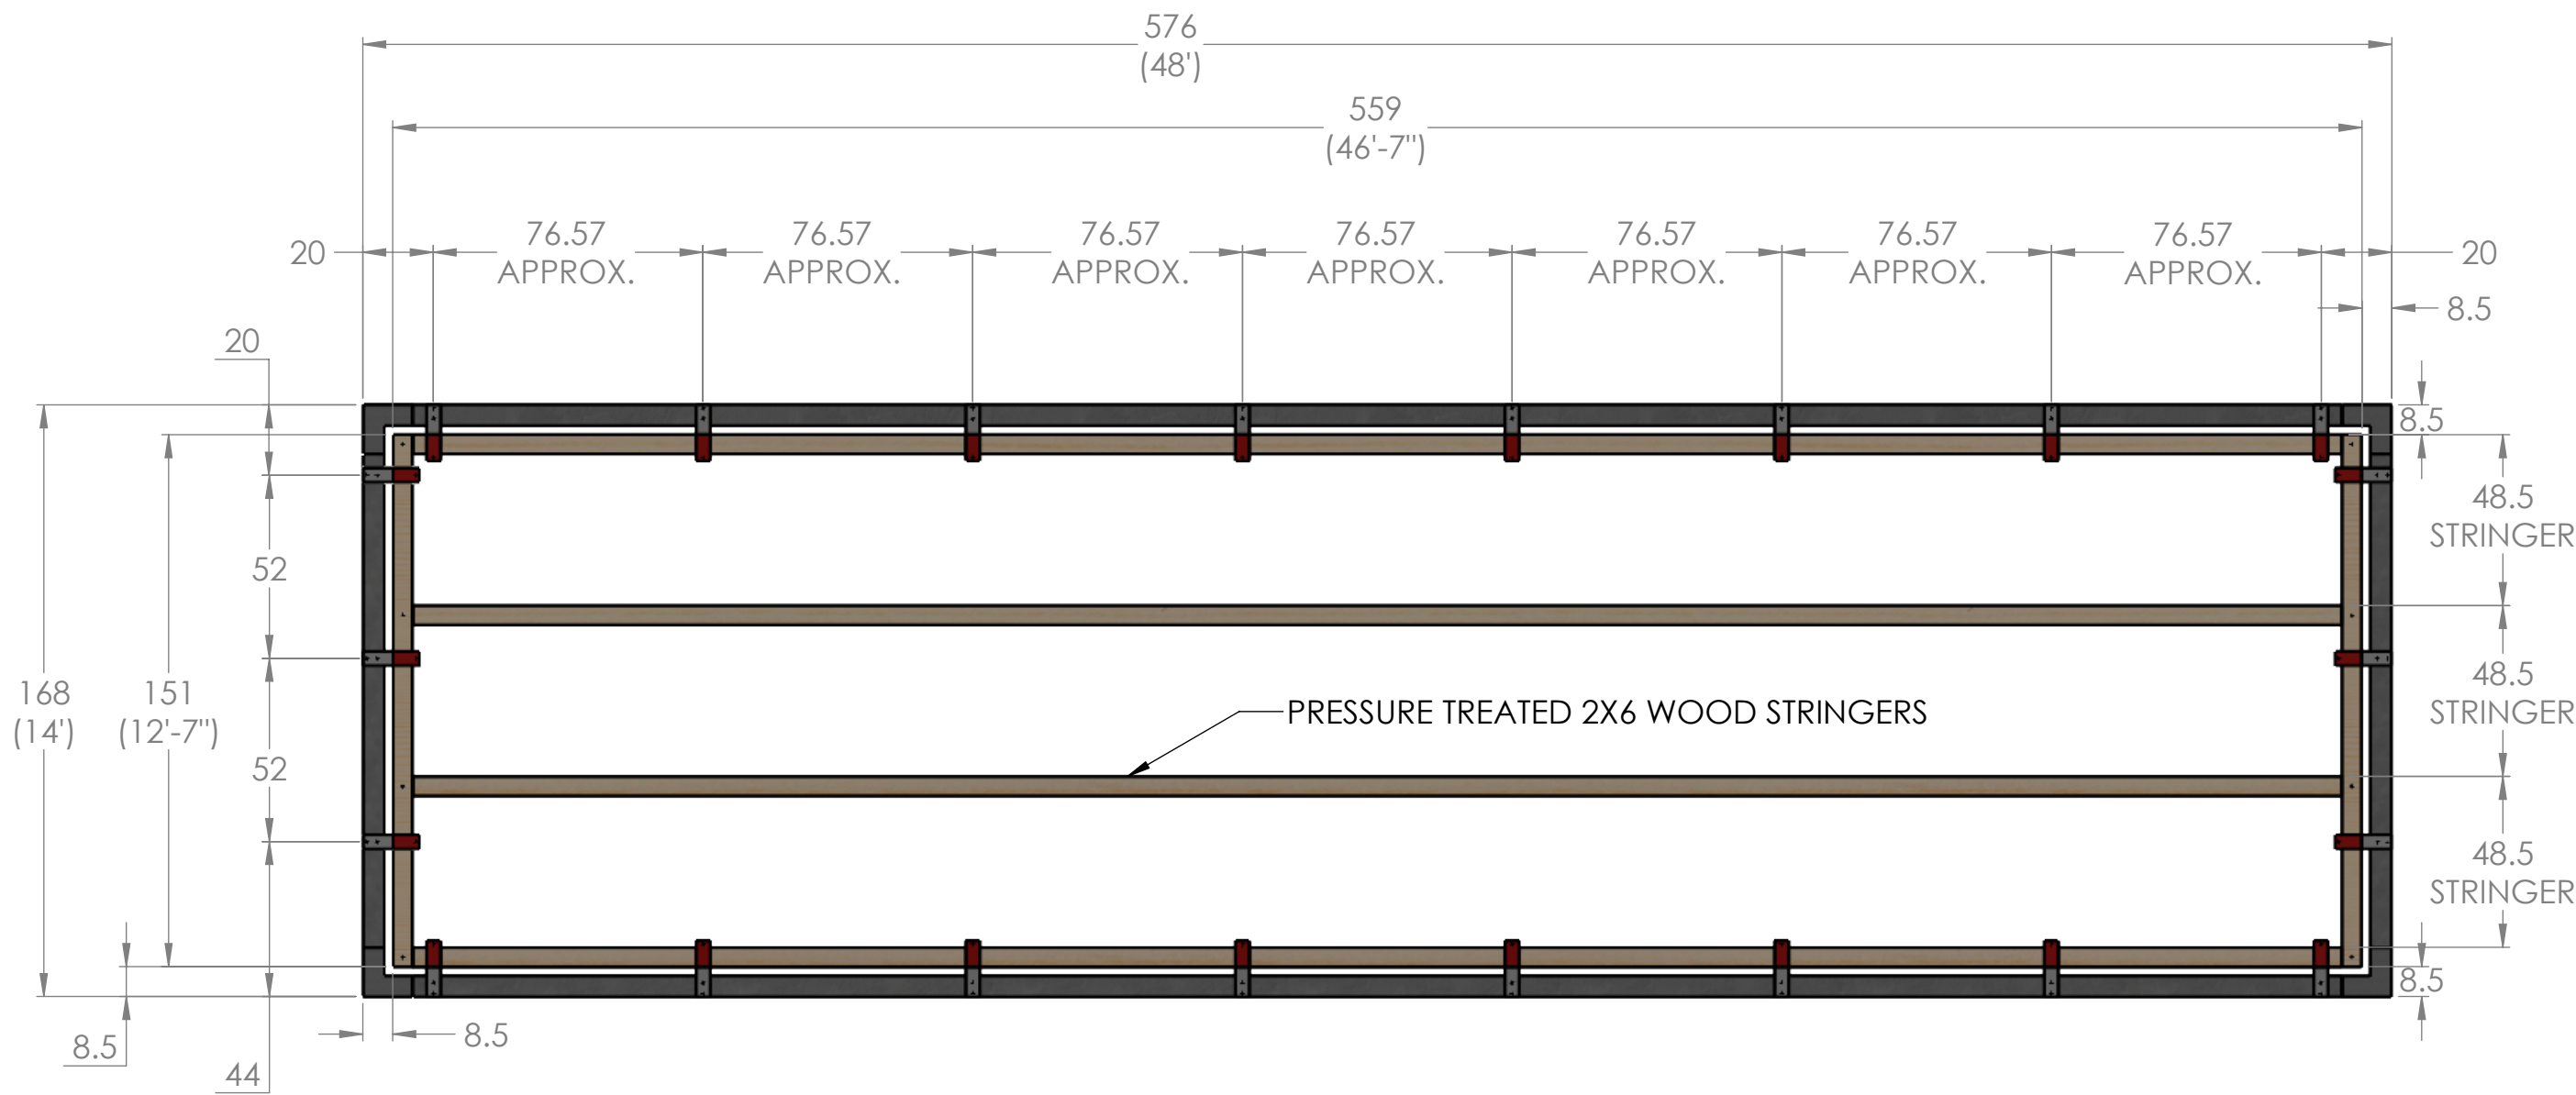 576
(48')
559
(46'-7")
20
76.57
APPROX.
76.57
APPROX.
76.57
APPROX.
76.57
APPROX.
76.57
APPROX.
76.57
APPROX.
76.57
APPROX.
20
8.5
20
8.5
48.5
STRINGER
52
168
(14')
151
(12'-7")
48.5
STRINGER
PRESSURE TREATED 2X6 WOOD STRINGERS
52
48.5
STRINGER
8.5
8.5
8.5
44